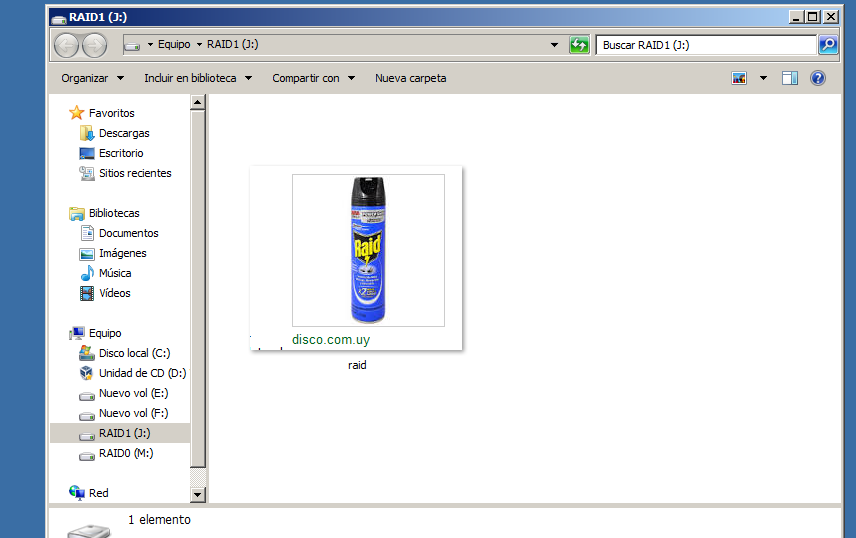 RAID1 (J:)
Equipo RAID1 (J:)
Buscar RAID1 (J:)
Organizar Incluir en biblioteca Compartir con Nueva carpeta
Favoritos
Descargas
Escritorio
Sitios recientes
Bibliotecas
Documentos
Imágenes
Música
Vídeos
Equipo
Disco local (C:)
Unidad de CD (D:)
Nuevo vol (E:)
Nuevo vol (F:)
RAID1 (J:)
RAID0 (M:)
Red
Raid
disco.com.uy
raid
1 elemento